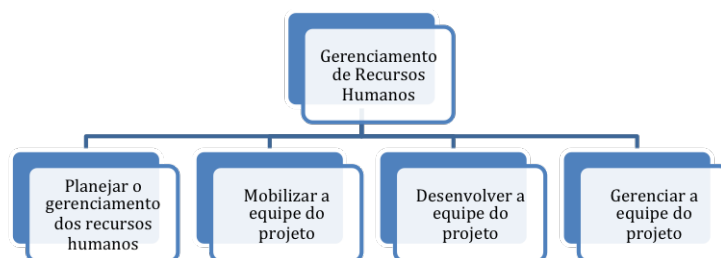 Gerenciamento
de Recursos
Humanos
Planejar o
gerenciamento
dos recursos
humanos
Mobilizar a
equipe do
projeto
Desenvolver a
equipe do
projeto
Gerenciar a
equipe do
projeto